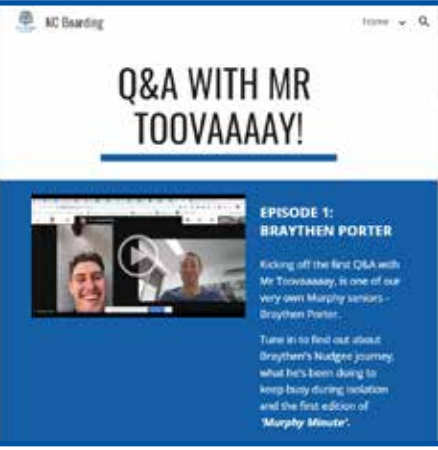 NC Boarding
Home
Q&A WITH MR
TOOVAAAAY!
EPISODE 1:
BRAYTHEN PORTER
Kicking off the first Q&A with
Mr Toovaaaay, is one of our
very own Murphy seniors -
Braythen Porter.
Tune in to find out about
Braythen's Nudgee journey,
what he's been doing to
keep busy during isolation
and the first edition of
'Murphy Minute'.